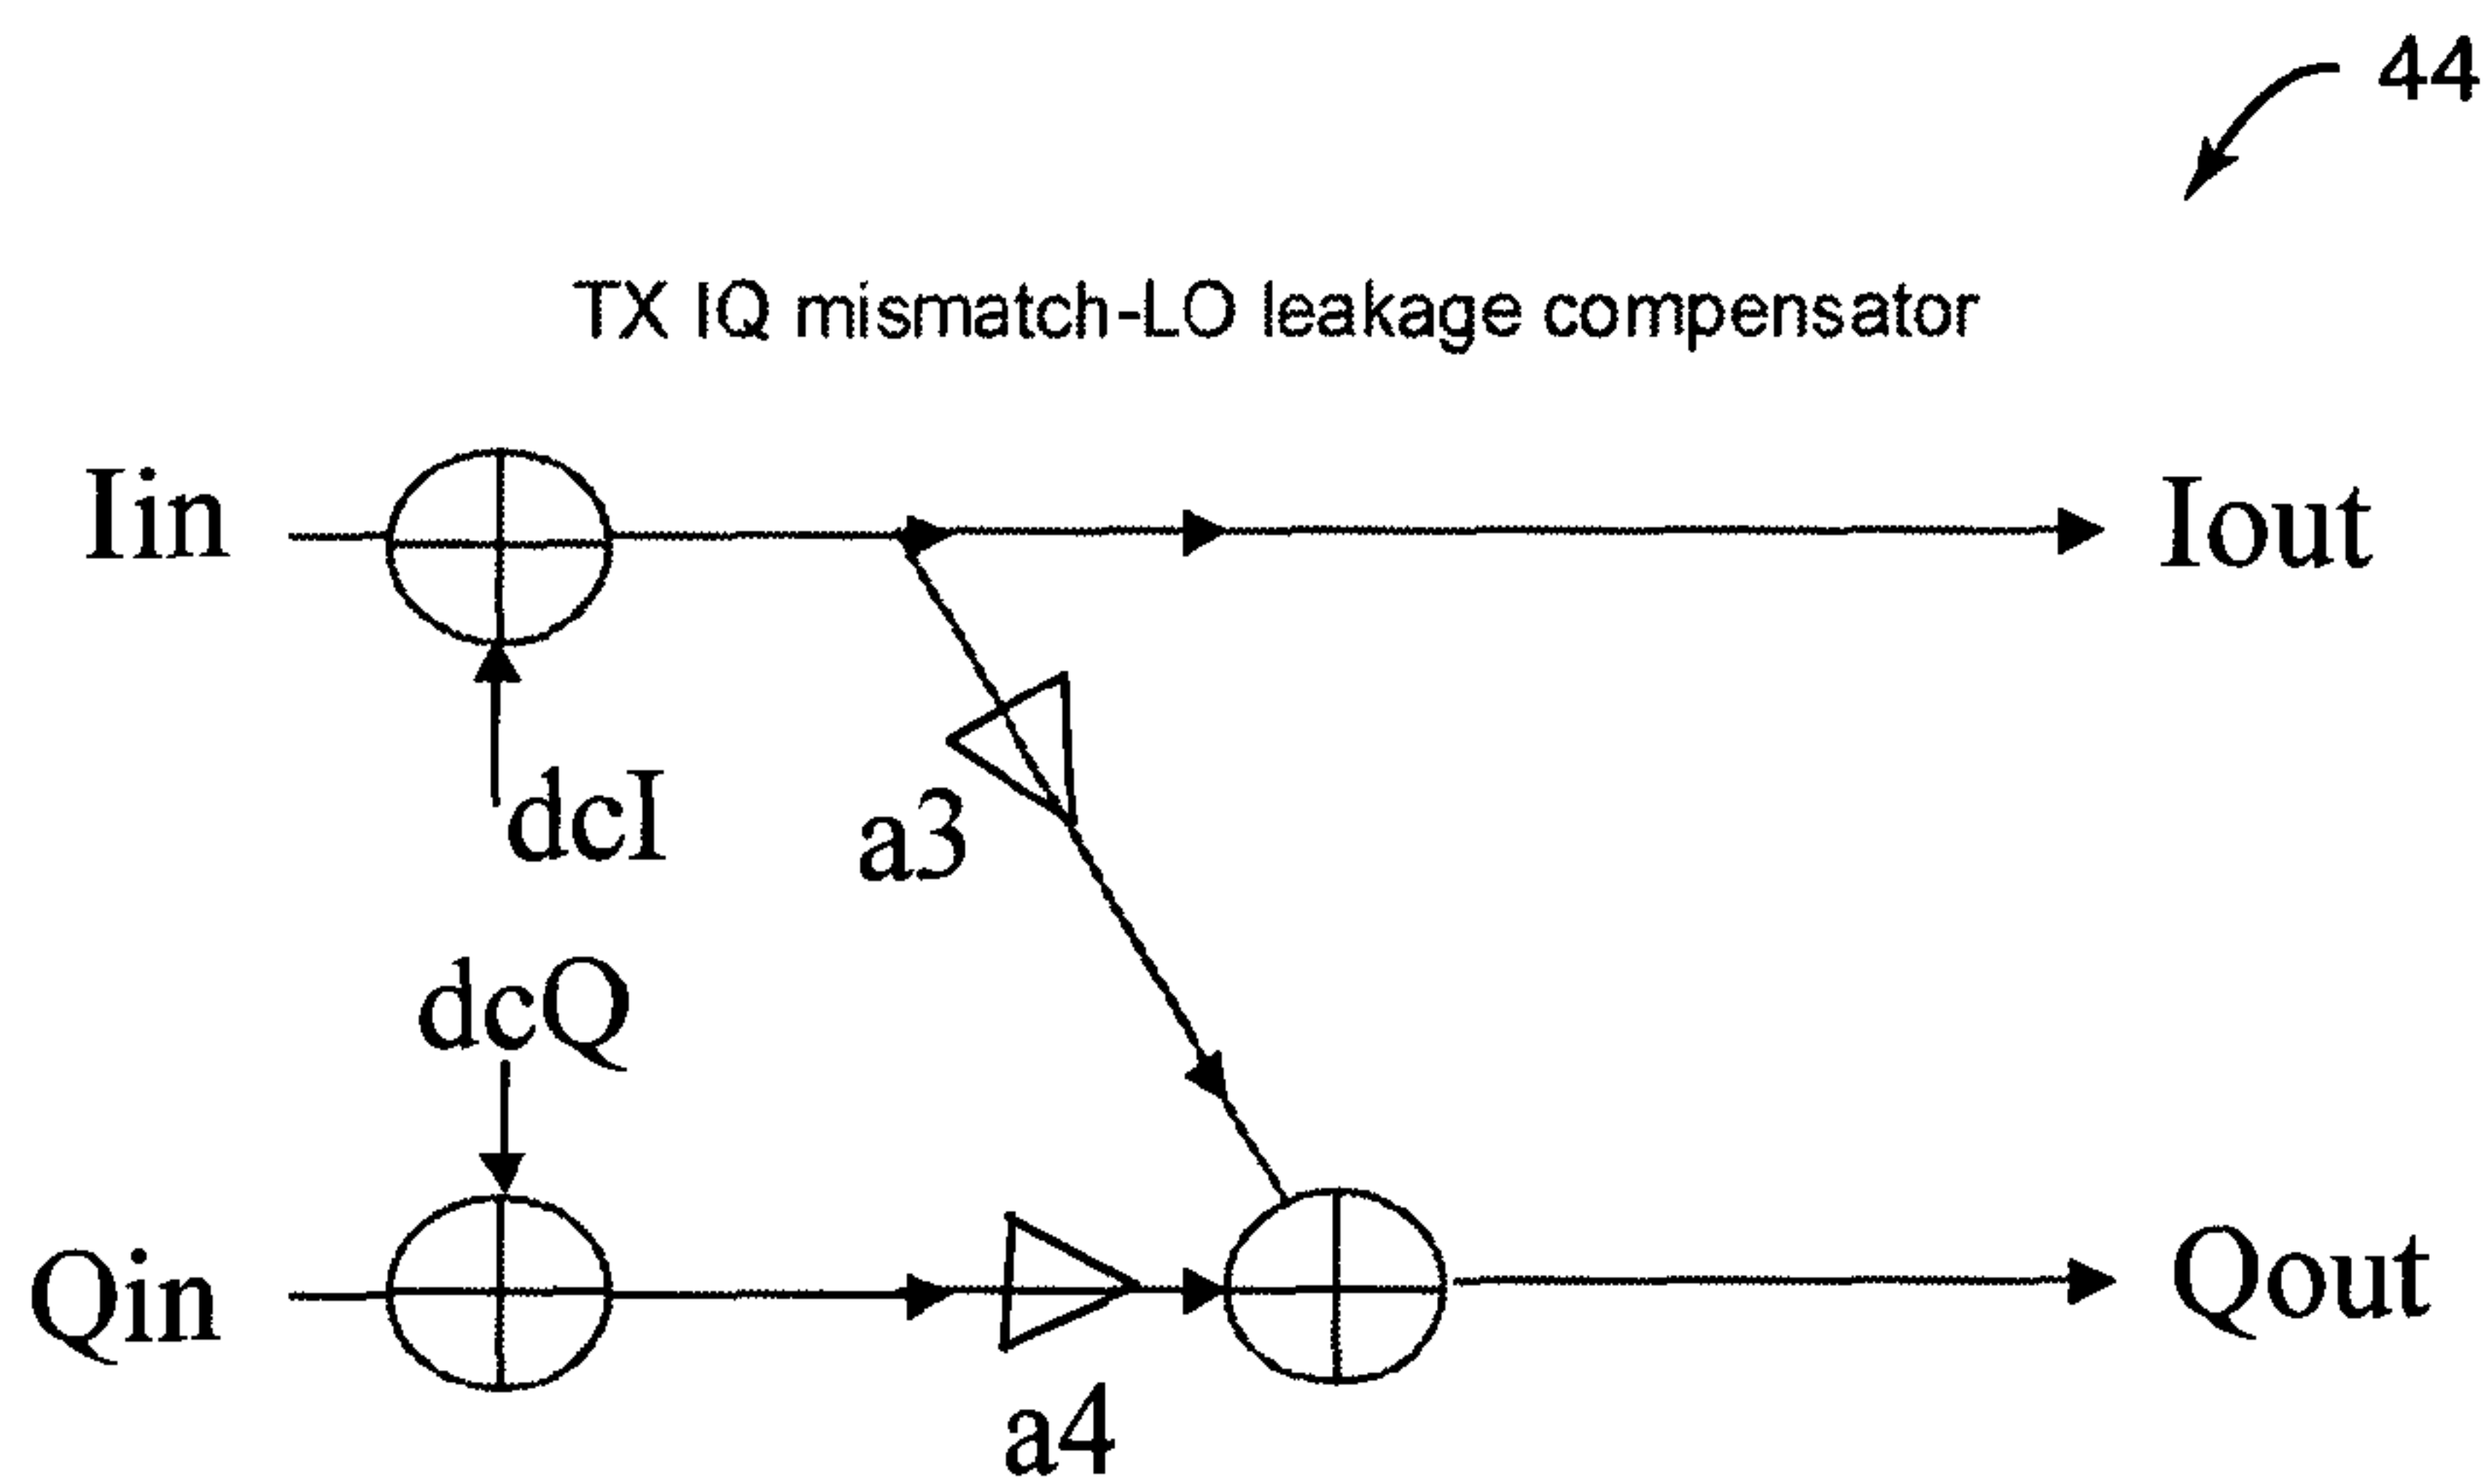 44
TX IQ mismatch-LO leakage compensator
Iin
Iout
dcI
a3
dcQ
Qin
Qout
a4